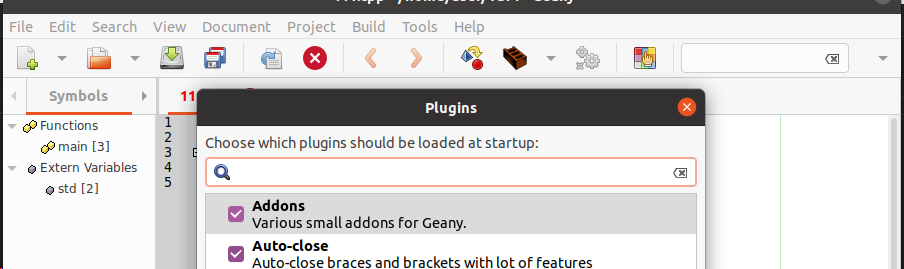 File Edit Search View Document Project Build Tools Help
Symbols
11
Functions
main [3]
Extern Variables
std [2]
1
2
3
4
5
Plugins
Choose which plugins should be loaded at startup:
Addons
Various small addons for Geany.
Auto-close
Auto-close braces and brackets with lot of features